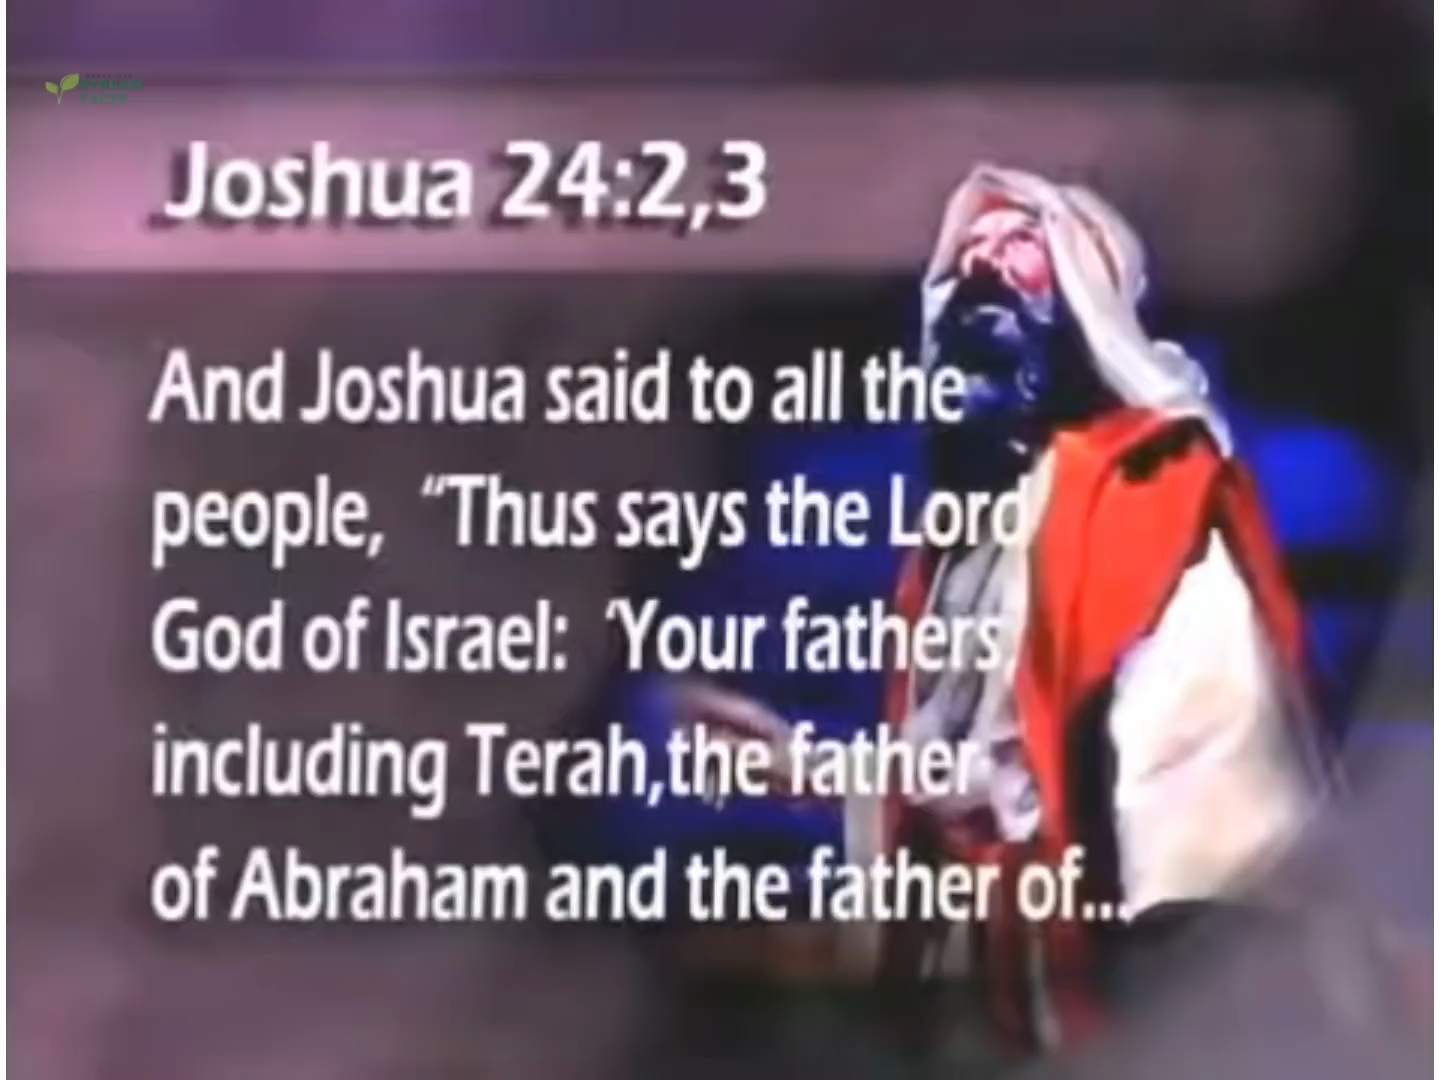 Joshua 24:2,3
And Joshua said to all the
people, “Thus says the Lord
God of Israel: ‘Your fathers,
including Terah,the father
of Abraham and the father of...